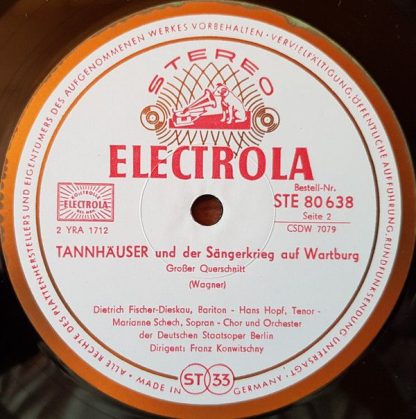 ALLE RECHTE DES PLATTENHERSTELLERS UND EIGENTÜMERS DES AUFGENOMMENEN WERKES VORBEHALTEN · VERVIELFÄLTIGUNG, ÖFFENTLICHE AUFFÜHRUNG, RUNDFUNKSENDUNG UNTERSAGT · MADE IN GERMANY ·
STEREO
ELECTROLA
Bestell-Nr.
STE 80 638
ELECTROLA
Seite 2
2 YRA 1712
CSDW 7079
TANNHÄUSER und der Sängerkrieg auf Wartburg
Großer Querschnitt
(Wagner)
Dietrich Fischer-Dieskau, Bariton - Hans Hopf, Tenor -
Marianne Schech, Sopran - Chor und Orchester
der Deutschen Staatsoper Berlin
Dirigent: Franz Konwitschny
ST 33